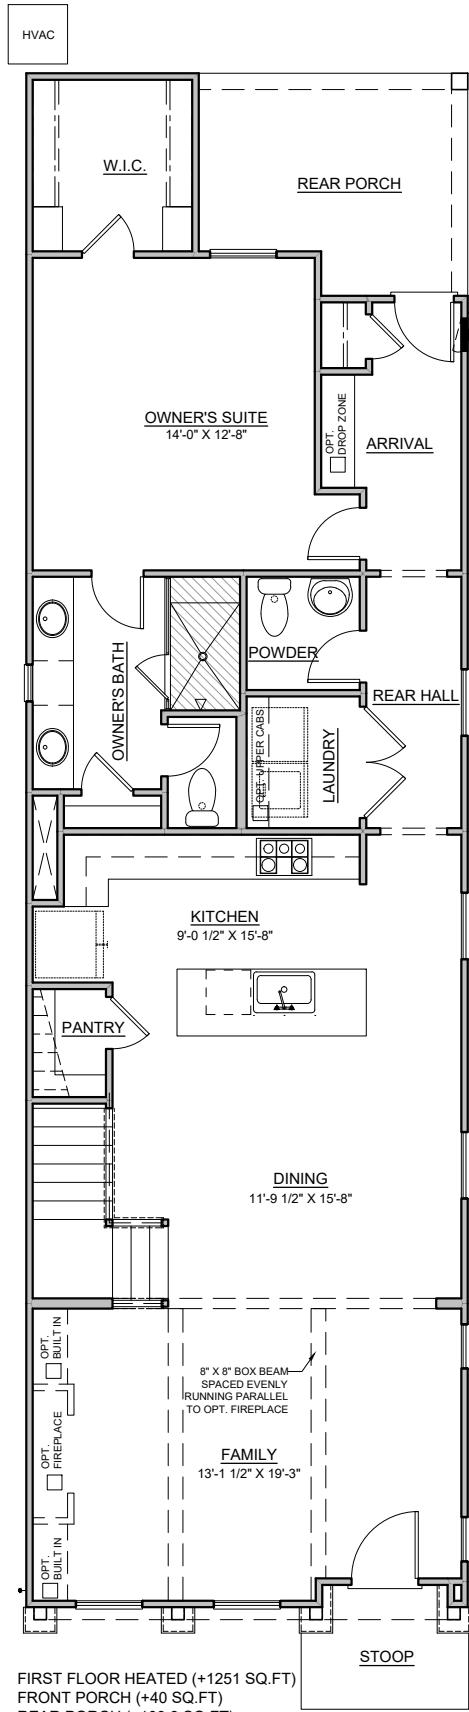 HVAC
W.I.C.
REAR PORCH
OWNER'S SUITE
14'-0" X 12'-8"
OPT.
DROP ZONE
ARRIVAL
OWNER'S BATH
POWDER
REAR HALL
OPT. UPPER CABS.
LAUNDRY
KITCHEN
9'-0 1/2" X 15'-8"
PANTRY
DINING
11'-9 1/2" X 15'-8"
OPT.
BUILT IN
8" X 8" BOX BEAM
SPACED EVENLY
RUNNING PARALLEL
TO OPT. FIREPLACE
OPT.
FIREPLACE
FAMILY
13'-1 1/2" X 19'-3"
OPT.
BUILT IN
STOOP
FIRST FLOOR HEATED (+1251 SQ.FT)
FRONT PORCH (+40 SQ.FT)